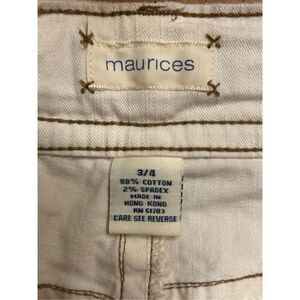 maurices
3/4
98% COTTON
2% SPADEX
MADE IN
HONG KONG
RN 51783
CARE SEE REVERSE